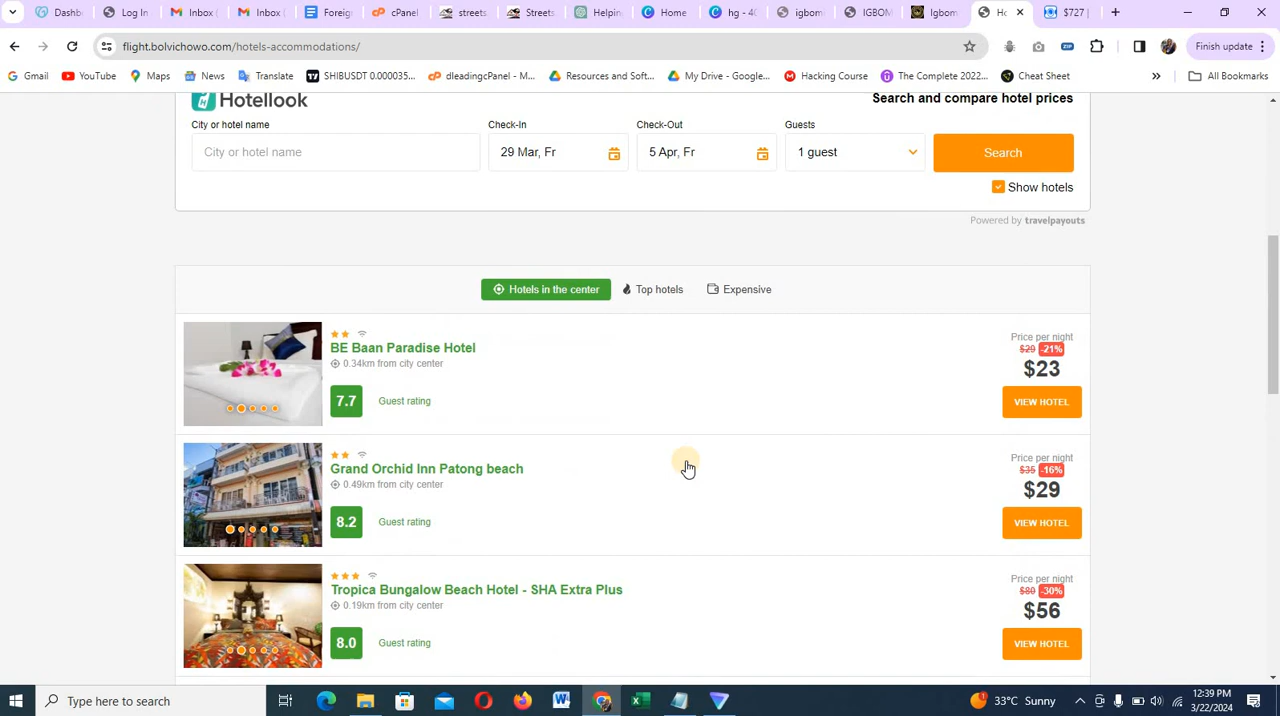 Dashb Log In Inbox ( Inbox ( Foreig cPanel streets Streets Helpin Home hg - 4( igbom IGBOM Igbom Ho $727
flight.bolvichowo.com/hotels-accommodations/ Finish update
Gmail YouTube Maps News Translate SHIBUSDT 0.000035... dleadingcPanel - M... Resources and Soft... My Drive - Google... Hacking Course The Complete 2022... Cheat Sheet » All Bookmarks
Hotellook Search and compare hotel prices
City or hotel name Check-In Check-Out Guests
City or hotel name 29 Mar, Fr 5 Apr, Fr 1 guest Search
Show hotels
Powered by travelpayouts
Hotels in the center Top hotels Expensive
Price per night
BE Baan Paradise Hotel $29 -21%
0.34km from city center $23
7.7 Guest rating VIEW HOTEL
Price per night
Grand Orchid Inn Patong beach $35 -16%
0.49km from city center $29
8.2 Guest rating VIEW HOTEL
Price per night
Tropica Bungalow Beach Hotel - SHA Extra Plus $80 -30%
0.19km from city center $56
8.0 Guest rating VIEW HOTEL
Type here to search 1 33°C Sunny 12:39 PM
3/22/2024